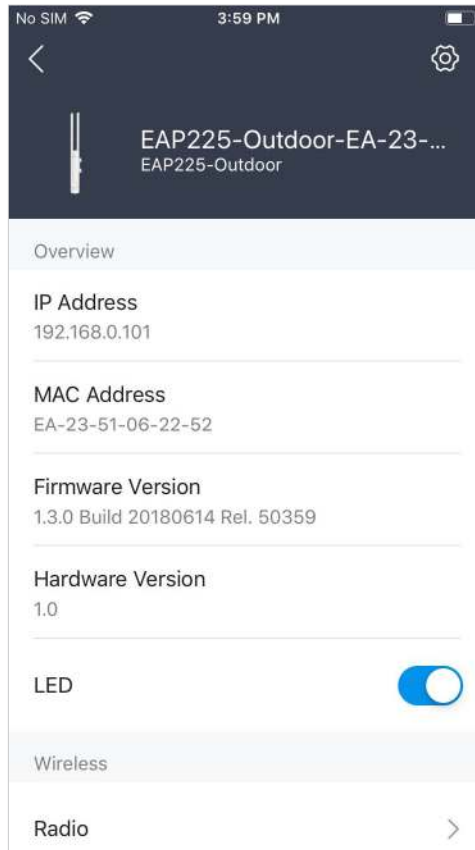 No SIM 3:59 PM
EAP225-Outdoor-EA-23-...
EAP225-Outdoor
Overview
IP Address
192.168.0.101
MAC Address
EA-23-51-06-22-52
Firmware Version
1.3.0 Build 20180614 Rel. 50359
Hardware Version
1.0
LED
Wireless
Radio